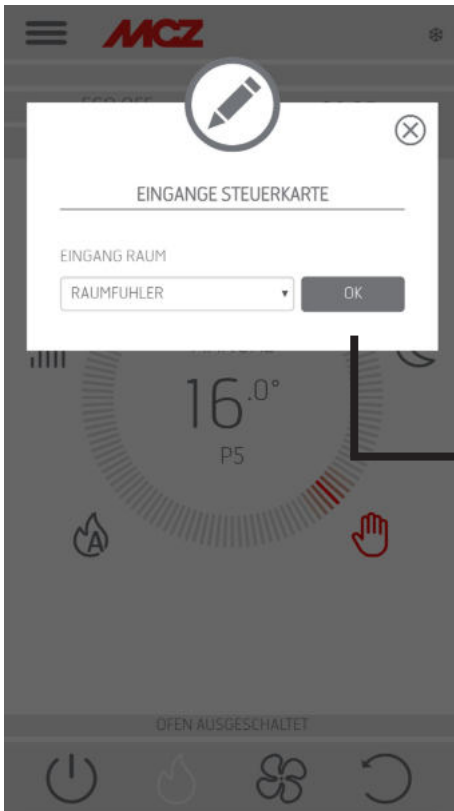 MCZ
EINGANGE STEUERKARTE
EINGANG RAUM
RAUMFUHLER
OK
16.0°
P5
A
OFEN AUSGESCHALTET